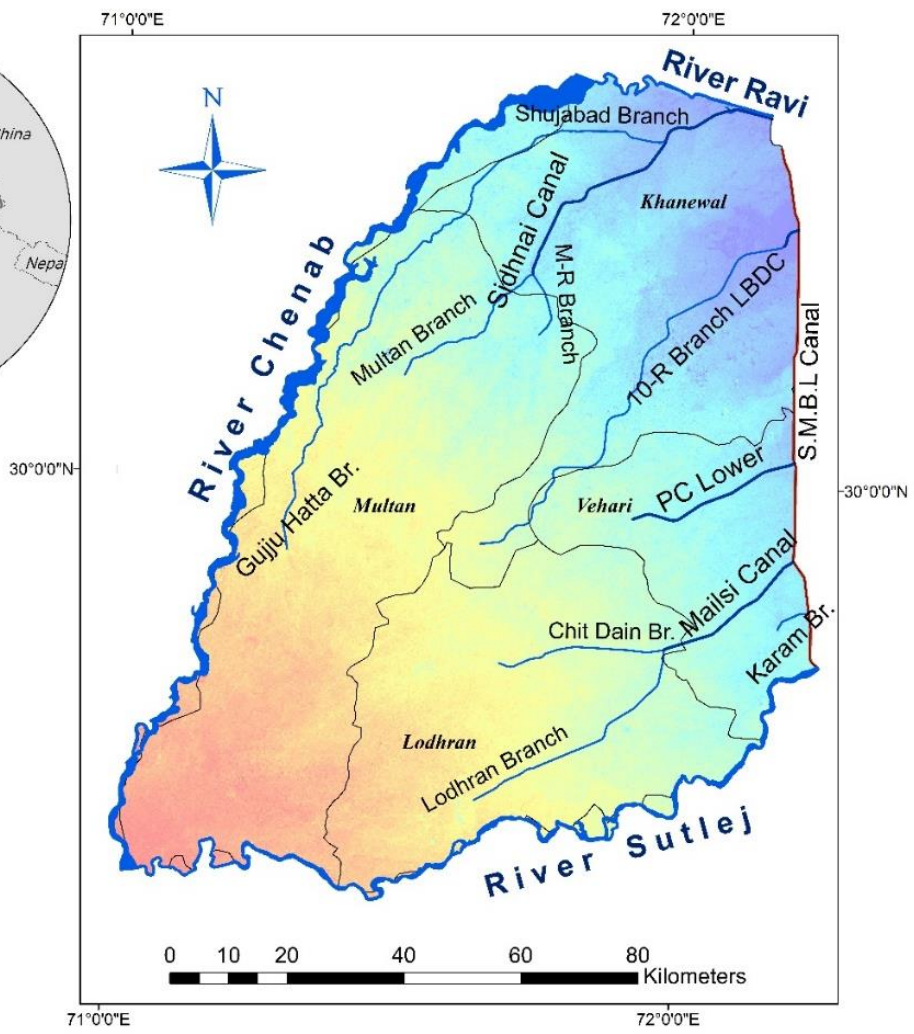 71°0'0"E
72°0'0"E
River Ravi
N
Shujabad Branch
Sidhnai Canal
Khanewal
M-R Branch
Nepa
River Chenab
Multan Branch
10-R Branch LBDC
S.M.B.L Canal
30°0'0"N
30°0'0"N
Gujju Hatta Br.
Multan
Vehari
PC Lower
Mailsi Canal
Chit Dain Br.
Karam Br.
Lodhran
Lodhran Branch
River Sutlej
0 10 20 40 60 80
Kilometers
71°0'0"E
72°0'0"E